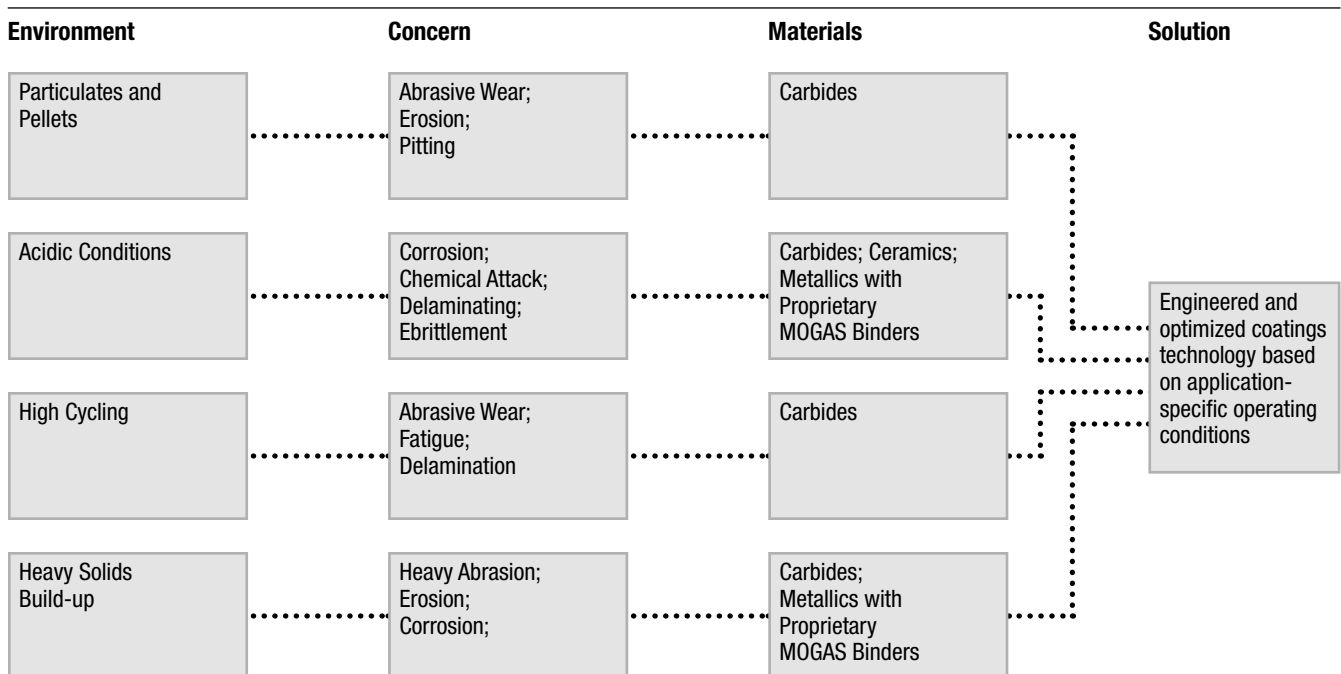 Environment
Concern
Materials
Solution
Particulates and
Pellets
Abrasive Wear;
Erosion;
Pitting
Carbides
Acidic Conditions
Corrosion;
Chemical Attack;
Delaminating;
Ebrittlement
Carbides; Ceramics;
Metallics with
Proprietary
MOGAS Binders
High Cycling
Abrasive Wear;
Fatigue;
Delamination
Carbides
Heavy Solids
Build-up
Heavy Abrasion;
Erosion;
Corrosion;
Carbides;
Metallics with
Proprietary
MOGAS Binders
Engineered and
optimized coatings
technology based
on application-
specific operating
conditions